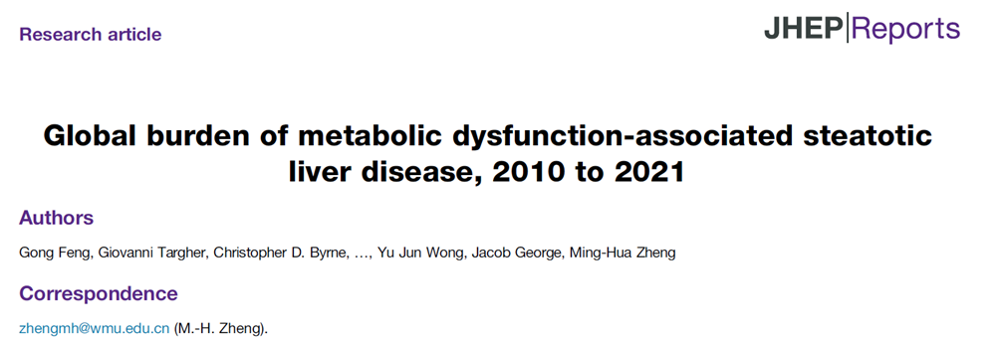 Research article
JHEP|Reports
Global burden of metabolic dysfunction-associated steatotic
liver disease, 2010 to 2021
Authors
Gong Feng, Giovanni Targher, Christopher D. Byrne, …, Yu Jun Wong, Jacob George, Ming-Hua Zheng
Correspondence
zhengmh@wmu.edu.cn (M.-H. Zheng).